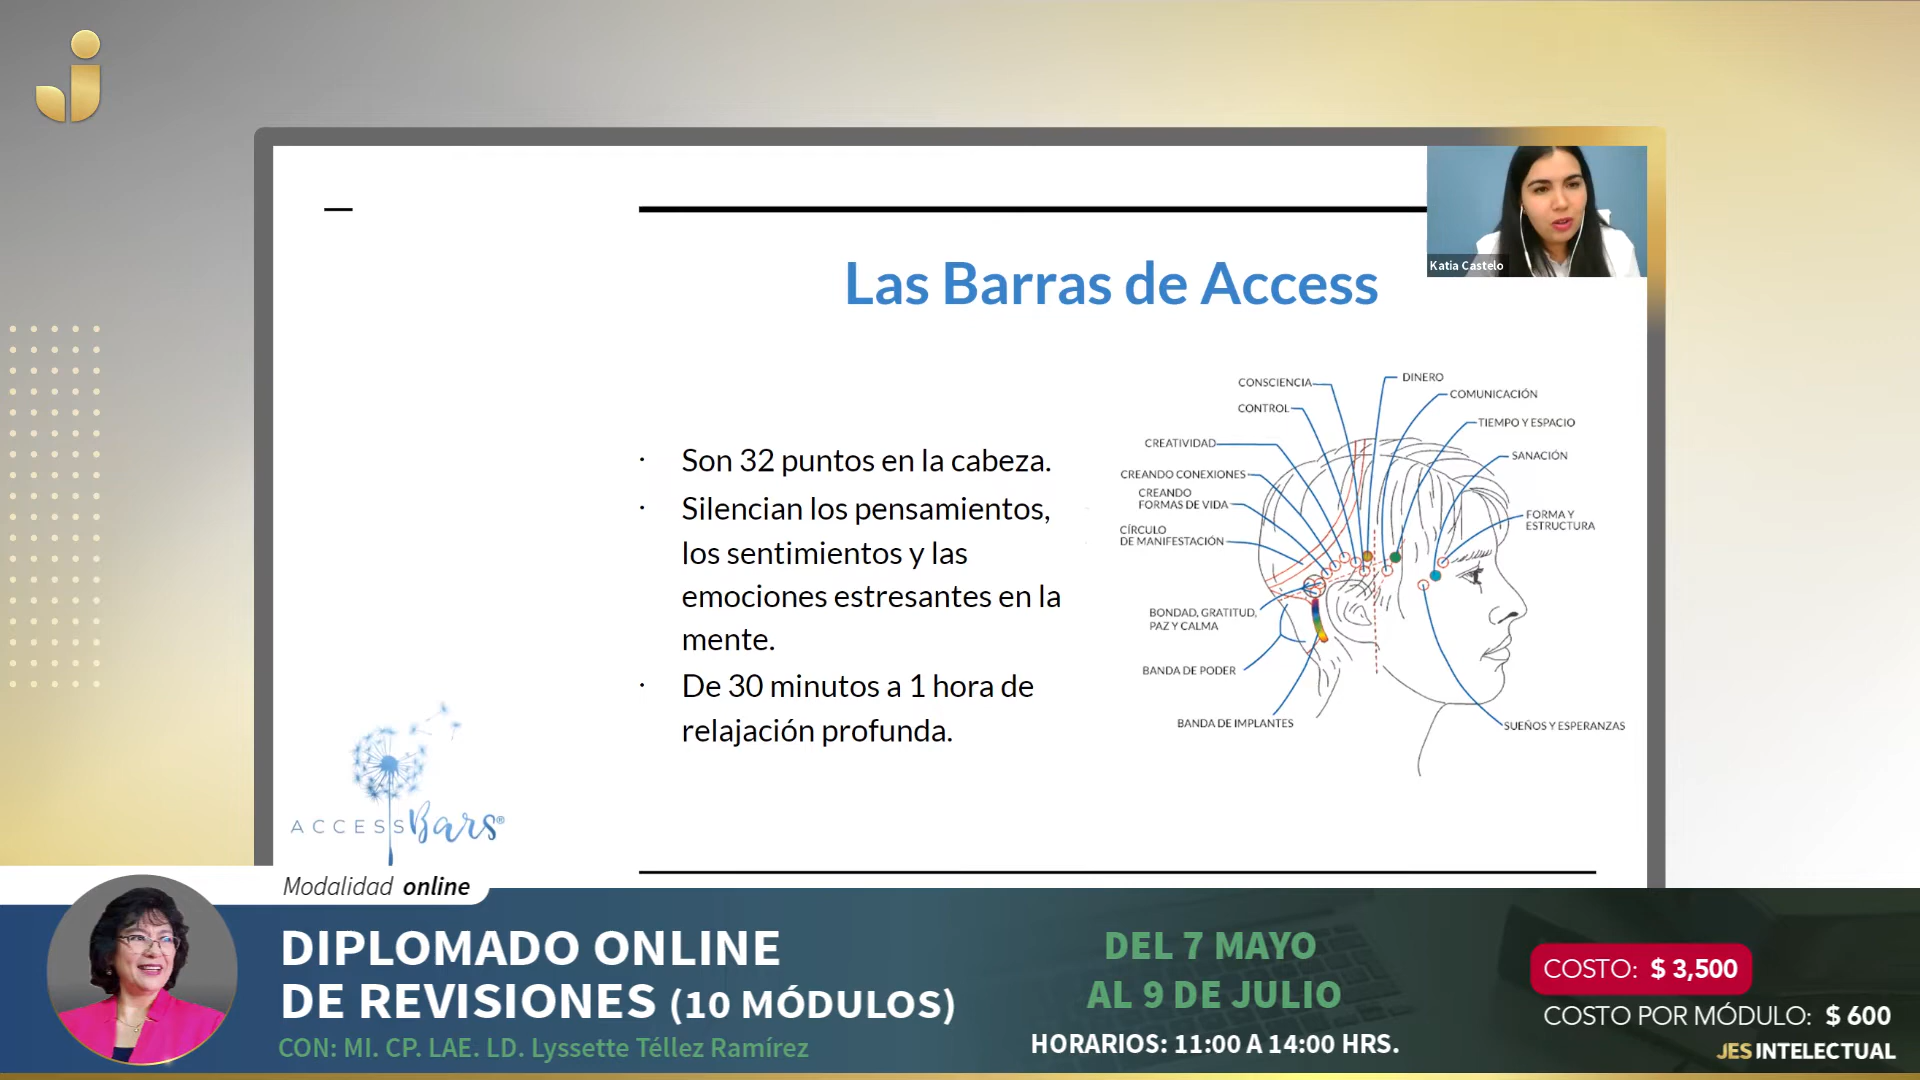 Katia Castelo
Las Barras de Access
· Son 32 puntos en la cabeza.
· Silencian los pensamientos,
los sentimientos y las
emociones estresantes en la
mente.
· De 30 minutos a 1 hora de
relajación profunda.
CONSCIENCIA
CONTROL
CREATIVIDAD
CREANDO CONEXIONES
CREANDO
FORMAS DE VIDA
CÍRCULO
DE MANIFESTACIÓN
BONDAD, GRATITUD,
PAZ Y CALMA
BANDA DE PODER
BANDA DE IMPLANTES
DINERO
COMUNICACIÓN
TIEMPO Y ESPACIO
SANACIÓN
FORMA Y
ESTRUCTURA
SUEÑOS Y ESPERANZAS
ACCESS Bars®
Modalidad online
DIPLOMADO ONLINE
DE REVISIONES (10 MÓDULOS)
CON: MI. CP. LAE. LD. Lyssette Téllez Ramírez
DEL 7 MAYO
AL 9 DE JULIO
HORARIOS: 11:00 A 14:00 HRS.
COSTO: $ 3,500
COSTO POR MÓDULO: $ 600
JES INTELECTUAL